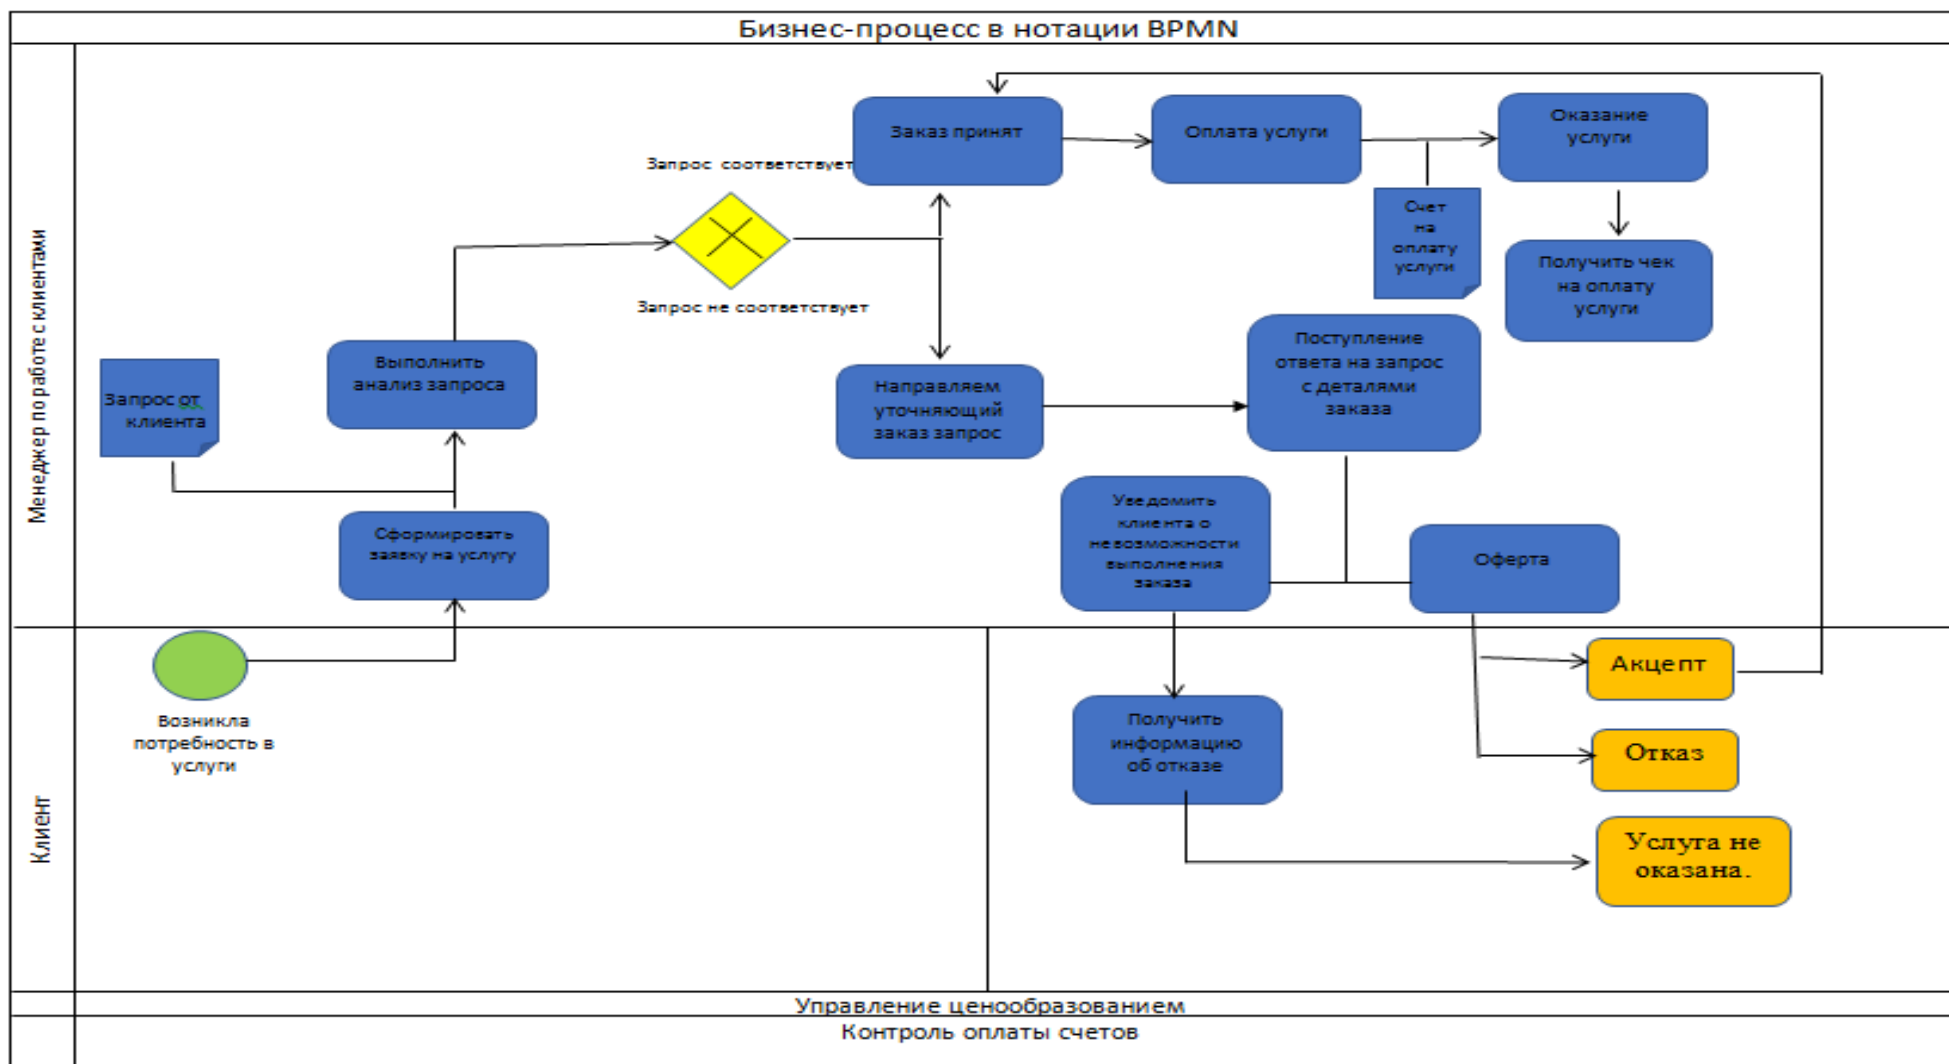 Бизнес-процесс в нотации BPMN
Менеджер по работе с клиентами
Заказ принят
Оплата услуги
Оказание
услуги
Запрос соответствует
Счет
на
оплату
услуги
Получить чек
на оплату
услуги
Запрос не соответствует
Выполнить
анализ запроса
Запрос от
клиента
Направляем
уточняющий
заказ запрос
Поступление
ответа на запрос
с деталями
заказа
Сформировать
заявку на услугу
Уведомить
клиента о
невозможности
выполнения
заказа
Оферта
Клиент
Возникла
потребность в
услуги
Получить
информацию
об отказе
Акцепт
Отказ
Услуга не
оказана.
Управление ценообразованием
Контроль оплаты счетов